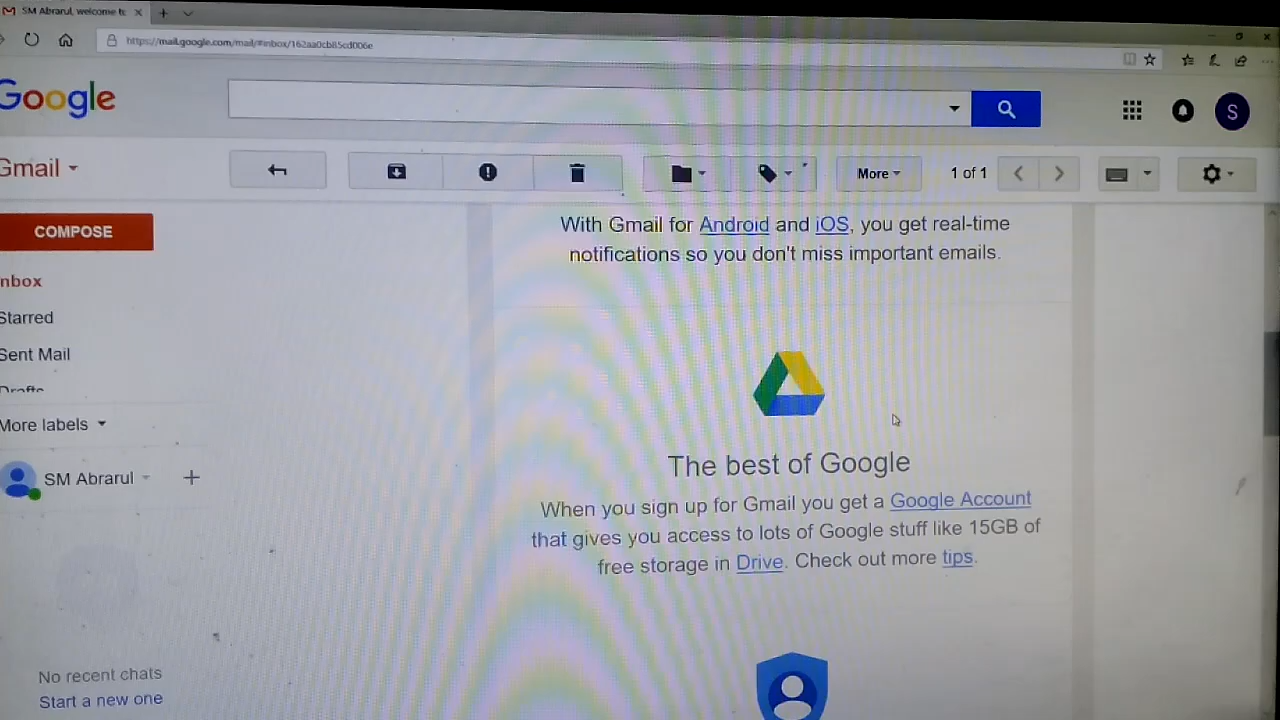 SM Abrarul, welcome to
https://mail.google.com/mail/#inbox/162aa0cb85cd006e
Google
Gmail
More
1 of 1
S
COMPOSE
nbox
Starred
Sent Mail
Drafts
More labels
SM Abrarul
No recent chats
Start a new one
With Gmail for Android and iOS, you get real-time
notifications so you don't miss important emails.
The best of Google
When you sign up for Gmail you get a Google Account
that gives you access to lots of Google stuff like 15GB of
free storage in Drive. Check out more tips.